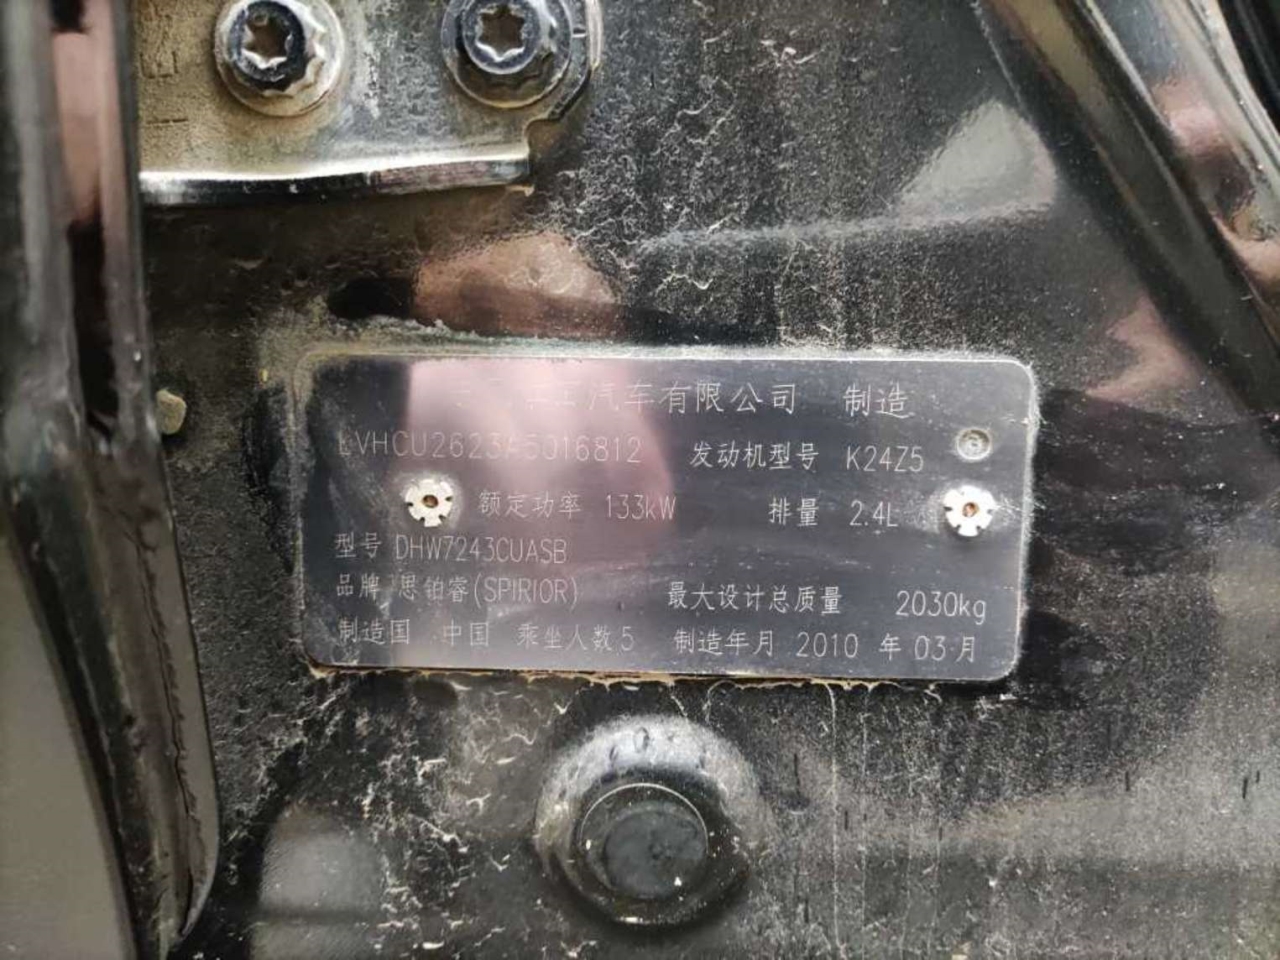 汽车有限公司 制造
LVHCU2623A5016812 发动机型号 K24Z5
额定功率 133kW 排量 2.4L
型号 DHW7243CUASB
品牌 思铂睿(SPIRIOR) 最大设计总质量 2030kg
制造国 中国 乘坐人数 5 制造年月 2010 年 03 月